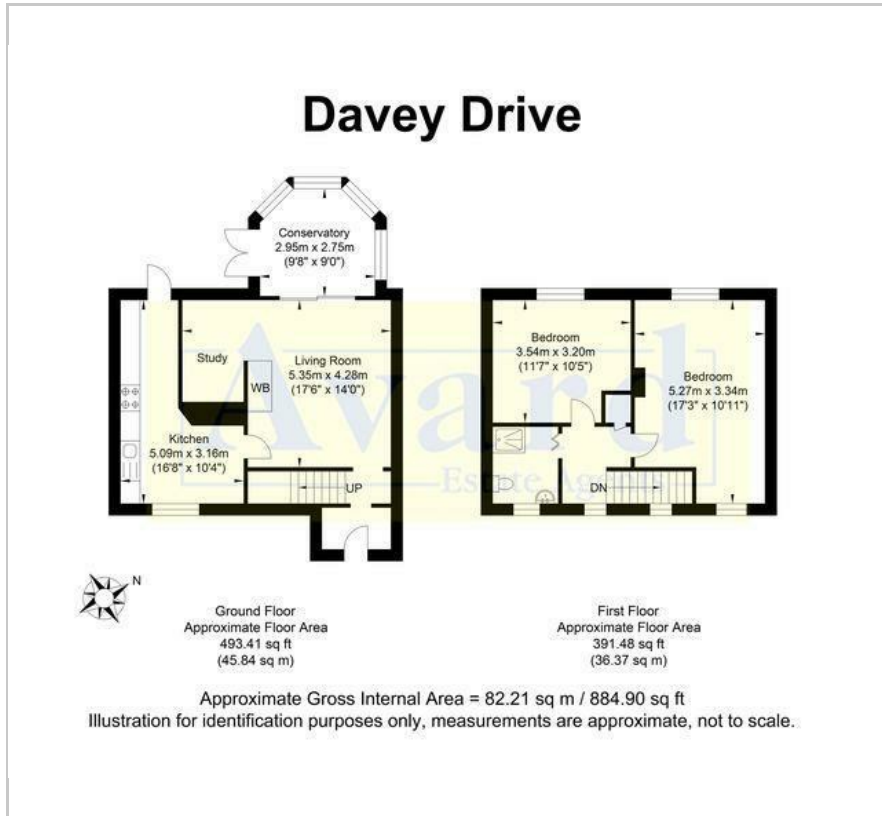 Davey Drive
Conservatory
2.95m x 2.75m
(9'8" x 9'0")
Study
WB
Living Room
5.35m x 4.28m
(17'6" x 14'0")
Kitchen
5.09m x 3.16m
(16'8" x 10'4")
UP
Bedroom
3.54m x 3.20m
(11'7" x 10'5")
Bedroom
5.27m x 3.34m
(17'3" x 10'11")
DN
Avard
Estate Agents
N
Ground Floor
Approximate Floor Area
493.41 sq ft
(45.84 sq m)
First Floor
Approximate Floor Area
391.48 sq ft
(36.37 sq m)
Approximate Gross Internal Area = 82.21 sq m / 884.90 sq ft
Illustration for identification purposes only, measurements are approximate, not to scale.